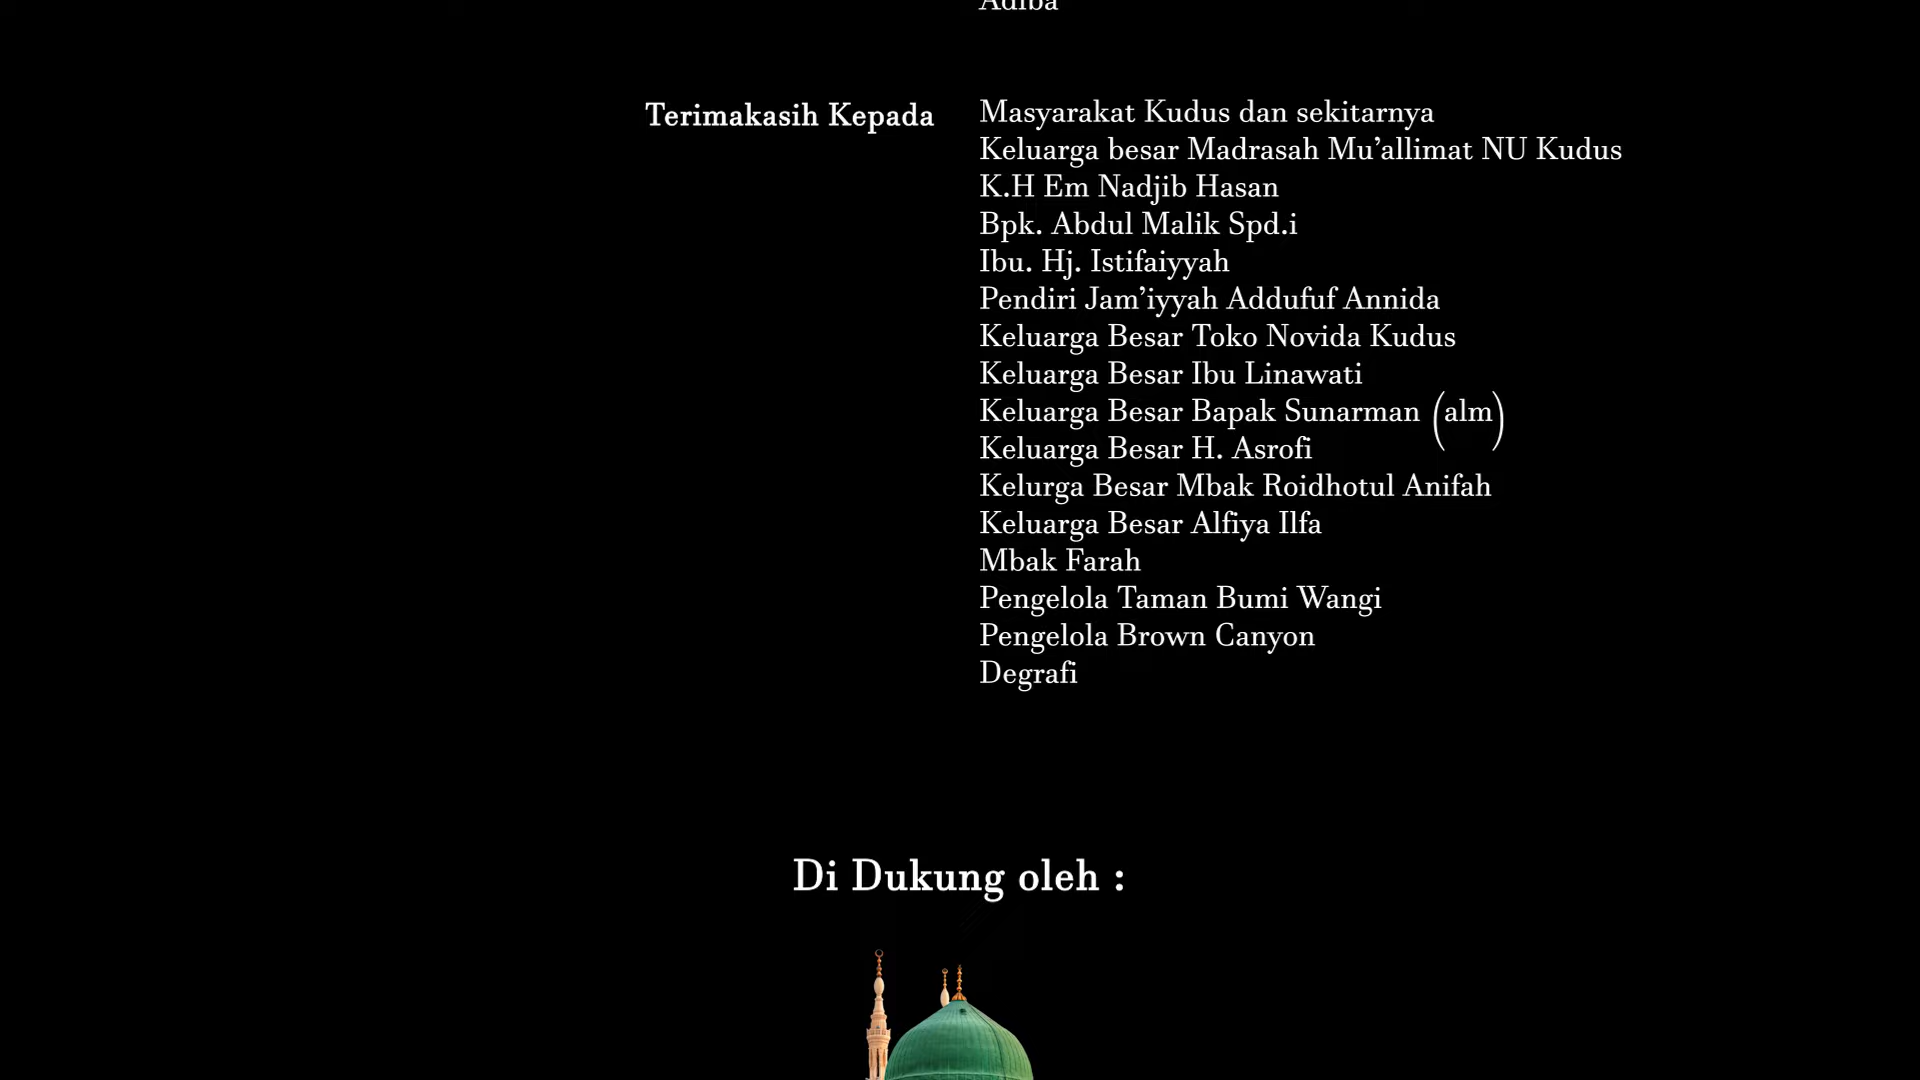 Adiba
Terimakasih Kepada
Masyarakat Kudus dan sekitarnya
Keluarga besar Madrasah Mu’allimat NU Kudus
K.H Em Nadjib Hasan
Bpk. Abdul Malik Spd.i
Ibu. Hj. Istifaiyyah
Pendiri Jam’iyyah Addufuf Annida
Keluarga Besar Toko Novida Kudus
Keluarga Besar Ibu Linawati
Keluarga Besar Bapak Sunarman (alm)
Keluarga Besar H. Asrofi
Kelurga Besar Mbak Roidhotul Anifah
Keluarga Besar Alfiya Ilfa
Mbak Farah
Pengelola Taman Bumi Wangi
Pengelola Brown Canyon
Degrafi
Di Dukung oleh :